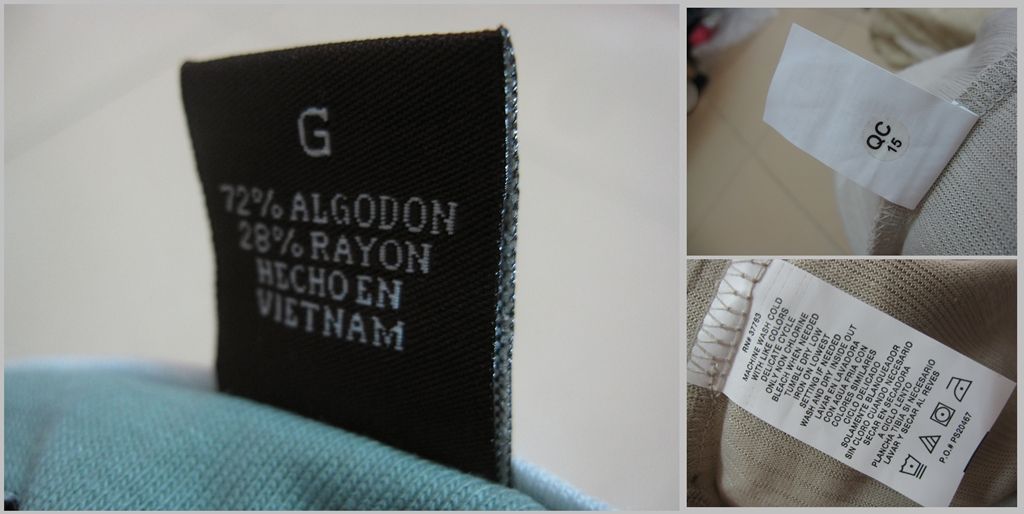 G
72% ALGODON
28% RAYON
HECHO EN
VIETNAM
QC
15
RN# 37763
MACHINE WASH COLD
WITH LIKE COLORS
DELICATE CYCLE
ONLY NON CHLORINE
BLEACH WHEN NEEDED
TUMBLE DRY LOW
IRON ON LOWEST
SETTING IF NEEDED
WASH AND DRY INSIDE OUT
LAVAR EN LAVADORA
CON AGUA FRIA CON
COLORES SIMILARES
CICLO DELICADO
SOLAMENTE BLANQUEADOR
SIN CLORO CUANDO NECESARIO
SECAR EN SECADORA
A CICLO LENTO
PLANCHA TIBIA SI NECESARIO
LAVAR Y SECAR AL REVES
P.O.# PS20467